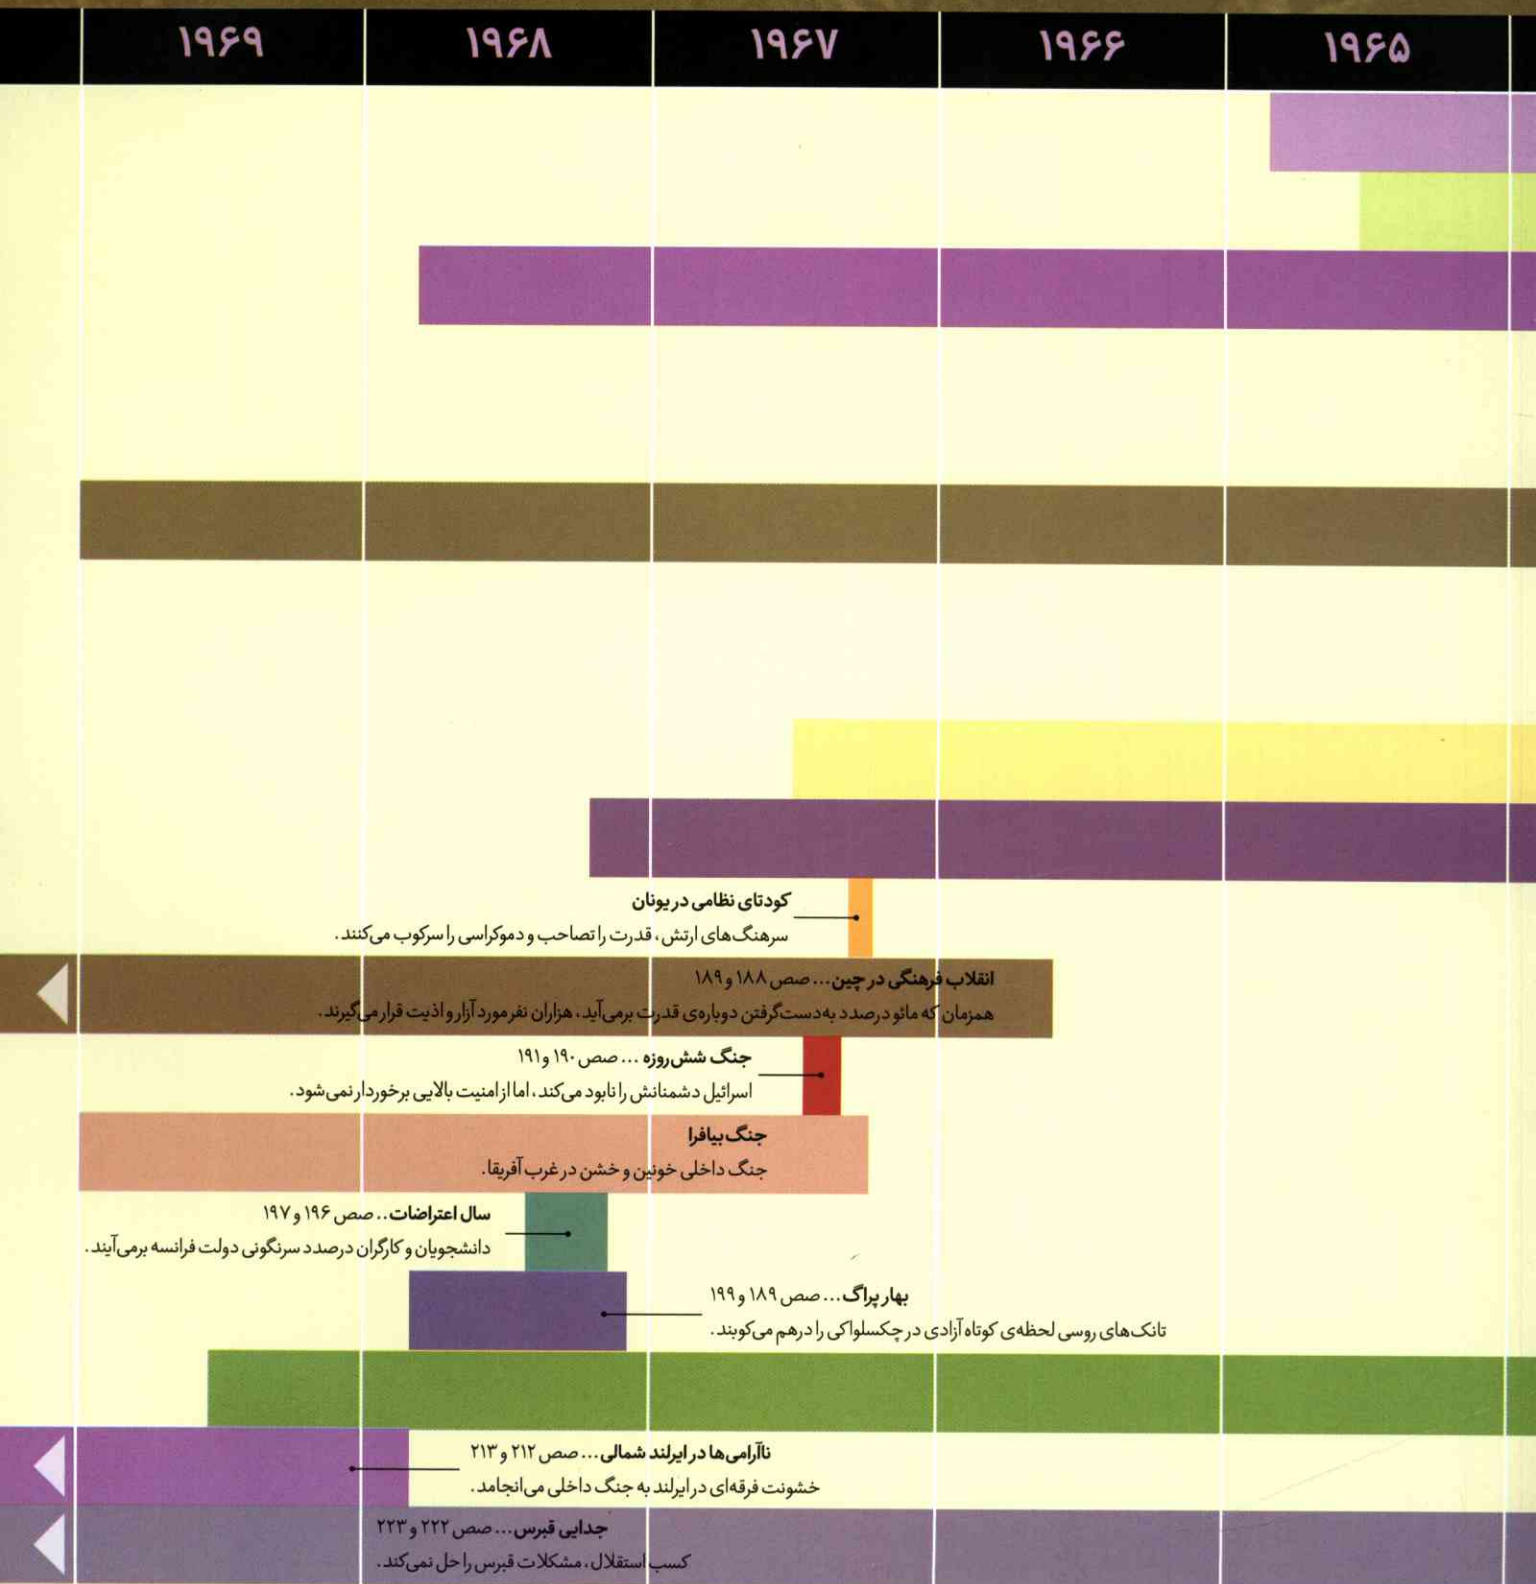 ۱۹۶۵ ۱۹۶۶ ۱۹۶۷ ۱۹۶۸ ۱۹۶۹
کودتای نظامی در یونان
سرهنگ‌های ارتش، قدرت را تصاحب و دموکراسی را سرکوب می‌کنند.
انقلاب فرهنگی در چین... صص ۱۸۸ و ۱۸۹
همزمان که مائو درصدد به‌دست‌گرفتن دوباره‌ی قدرت برمی‌آید، هزاران نفر مورد آزار و اذیت قرار می‌گیرند.
جنگ شش‌روزه ... صص ۱۹۰ و ۱۹۱
اسرائیل دشمنانش را نابود می‌کند، اما از امنیت بالایی برخوردار نمی‌شود.
جنگ بیافرا
جنگ داخلی خونین و خشن در غرب آفریقا.
سال اعتراضات.. صص ۱۹۶ و ۱۹۷
دانشجویان و کارگران درصدد سرنگونی دولت فرانسه برمی‌آیند.
بهار پراگ... صص ۱۸۹ و ۱۹۹
تانک‌های روسی لحظه‌ی کوتاه آزادی در چکسلواکی را درهم می‌کوبند.
ناآرامی‌ها در ایرلند شمالی... صص ۲۱۲ و ۲۱۳
خشونت فرقه‌ای در ایرلند به جنگ داخلی می‌انجامد.
جدایی قبرس... صص ۲۲۲ و ۲۲۳
کسب استقلال، مشکلات قبرس را حل نمی‌کند.